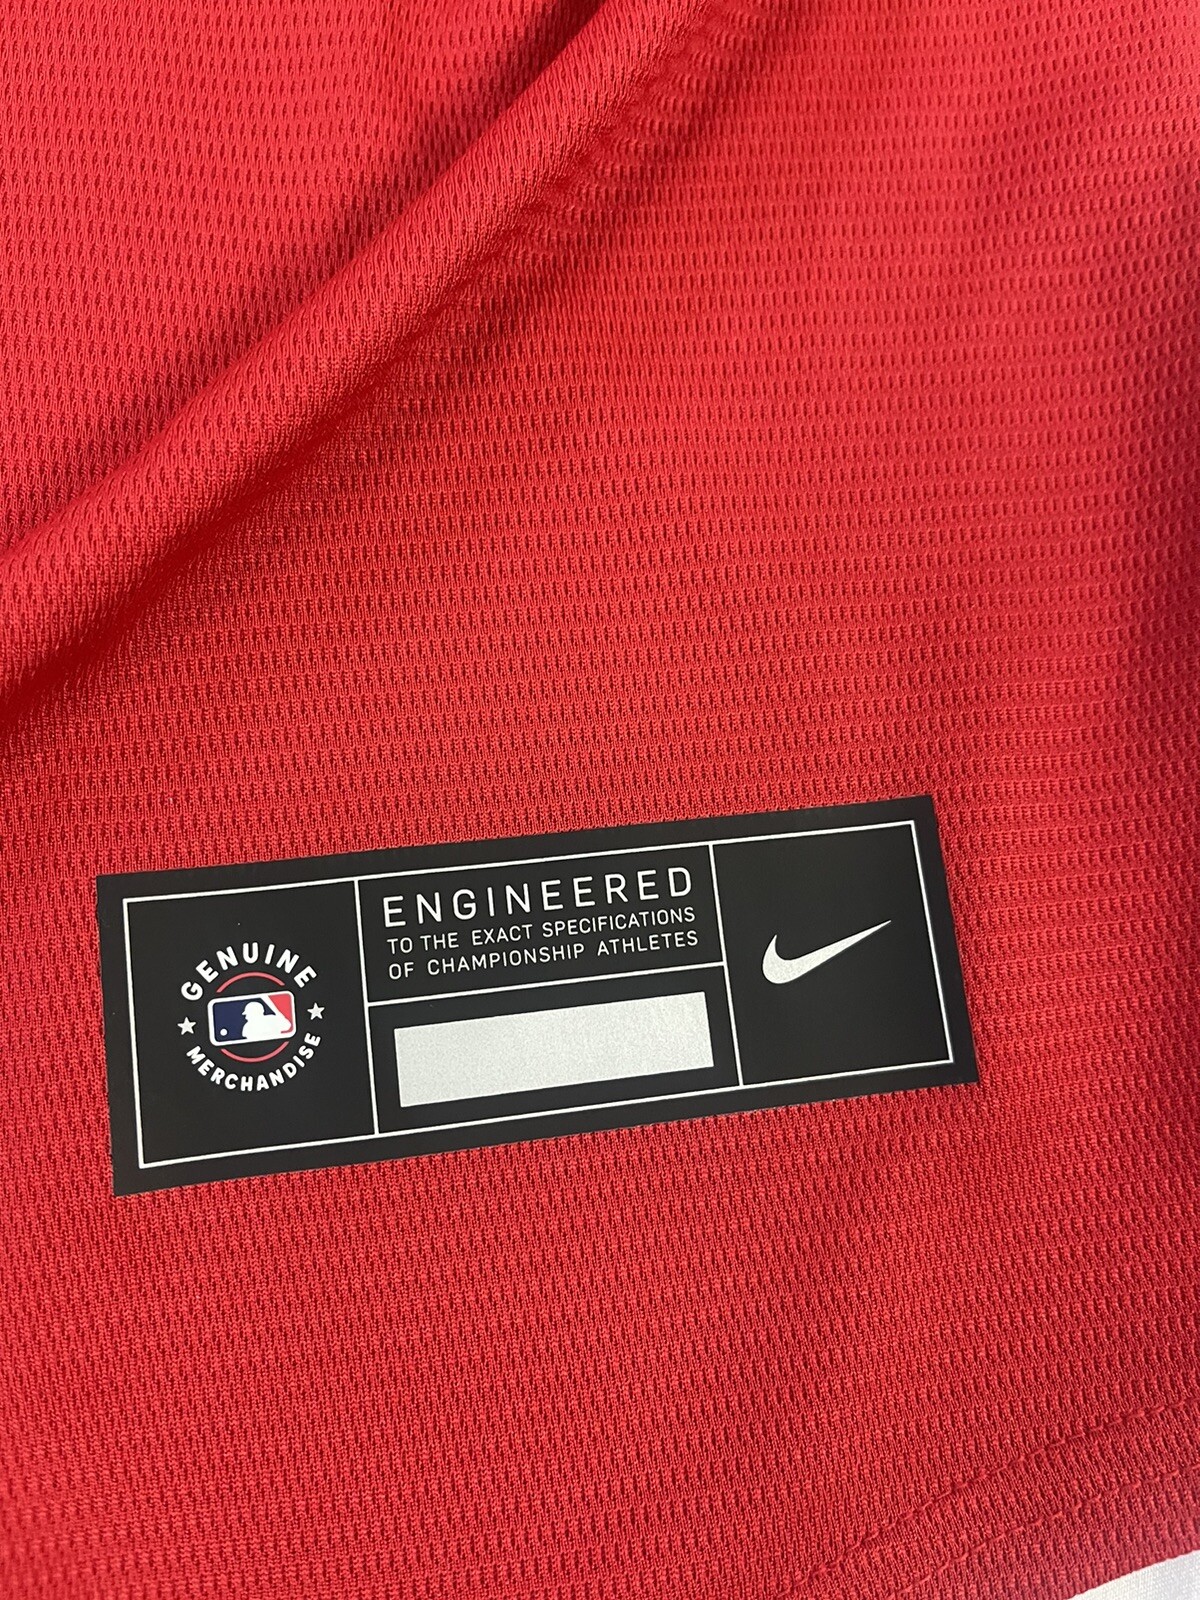 GENUINE
MERCHANDISE
ENGINEERED
TO THE EXACT SPECIFICATIONS
OF CHAMPIONSHIP ATHLETES